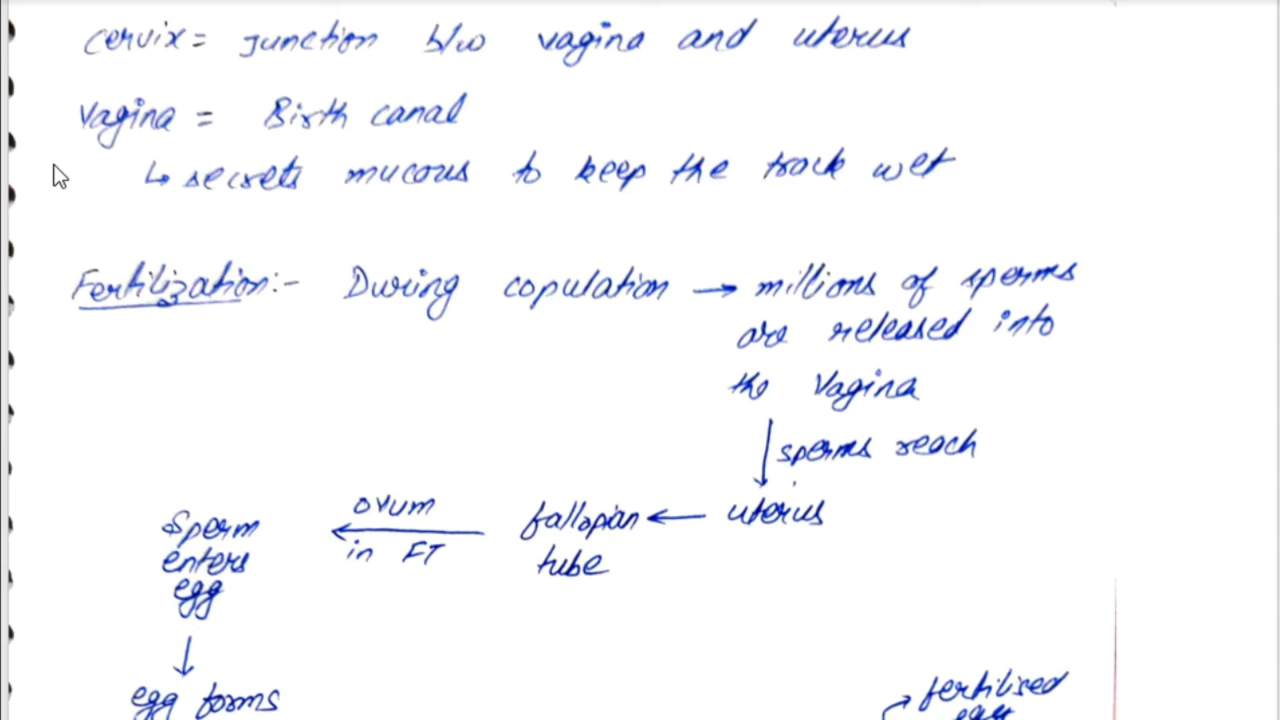 Cervix = Junction b/w vagina and uterus
Vagina = Birth canal
↳ secrets mucous to keep the track wet
Fertilization:- During copulation → millions of sperms
are released into
the Vagina
↓ sperms reach
uterus
← fallopian
tube
ovum
← in FT
Sperm
enters
egg
↓
egg forms
→ fertilised
egg